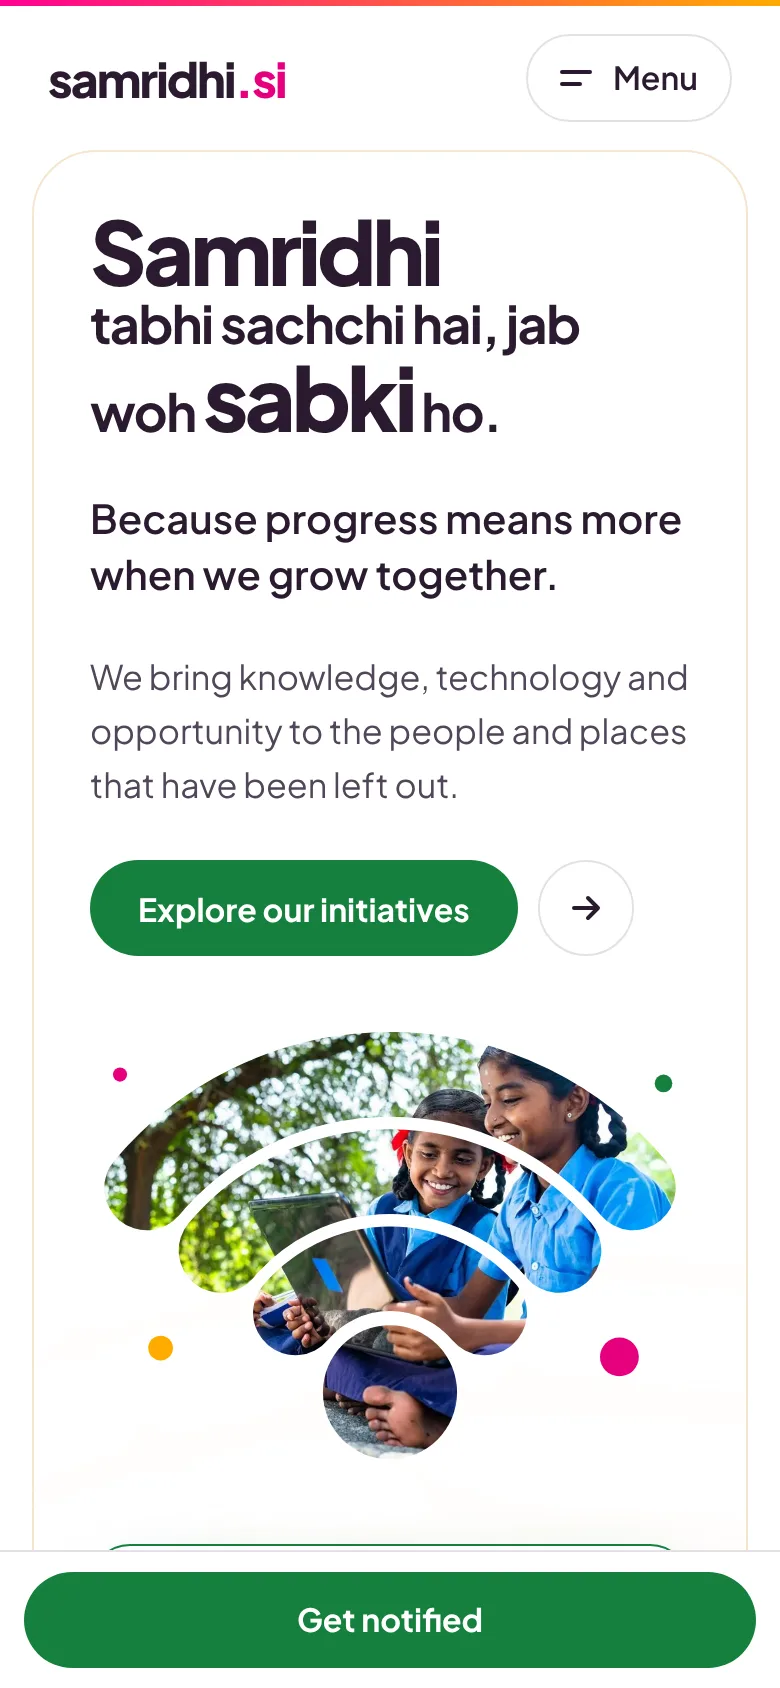 samridhi.si
Menu
Samridhi
tabhi sachchi hai, jab
woh sabki ho.
Because progress means more
when we grow together.
We bring knowledge, technology and
opportunity to the people and places
that have been left out.
Explore our initiatives
Get notified